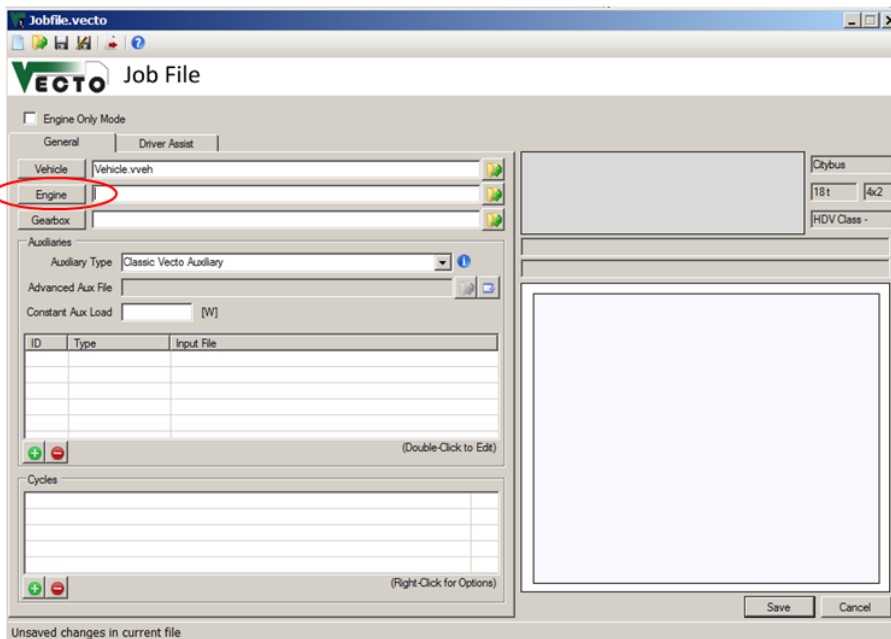 Jobfile.vecto
VECTO Job File
Engine Only Mode
General Driver Assist
Vehicle Vehicle.vveh
Citybus
Engine
18 t 4x2
Gearbox
HDV Class -
Auxiliaries
Auxiliary Type Classic Vecto Auxiliary
Advanced Aux File
Constant Aux Load [W]
ID Type Input File
(Double-Click to Edit)
Cycles
(Right-Click for Options)
Save Cancel
Unsaved changes in current file